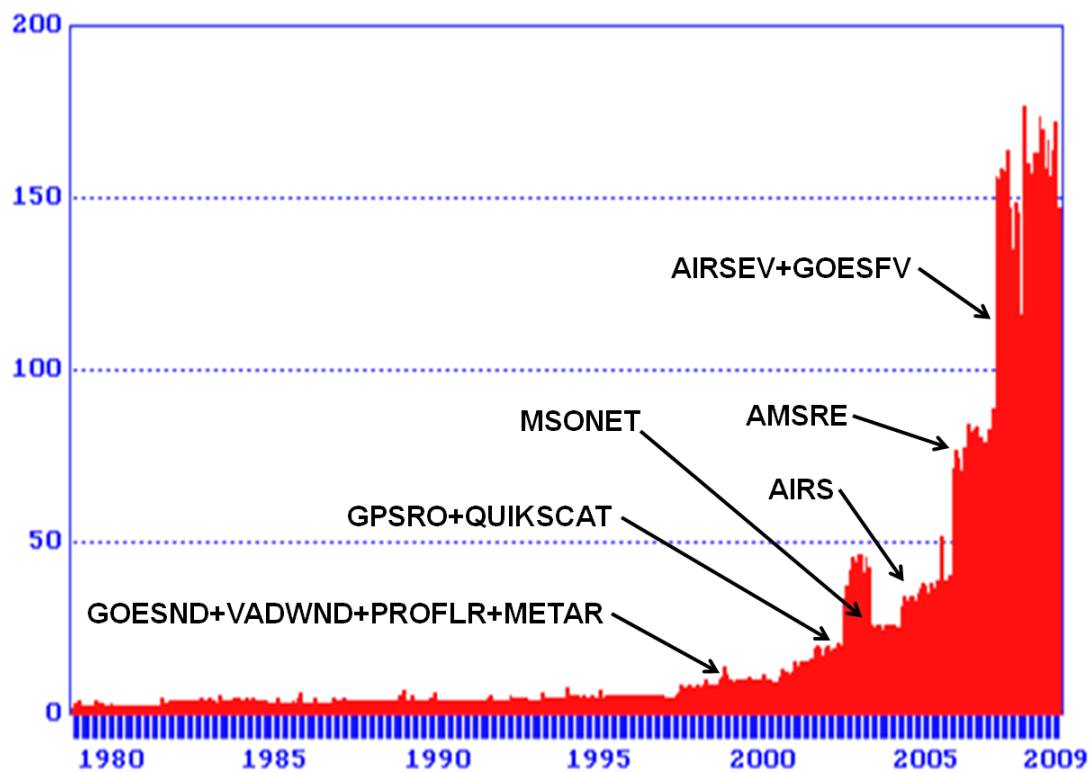 200
150
AIRSEV+GOESFV
100
MSONET
AMSRE
AIRS
GPSRO+QUIKSCAT
50
GOESND+VADWND+PROFLR+METAR
0
1980 1985 1990 1995 2000 2005 2009